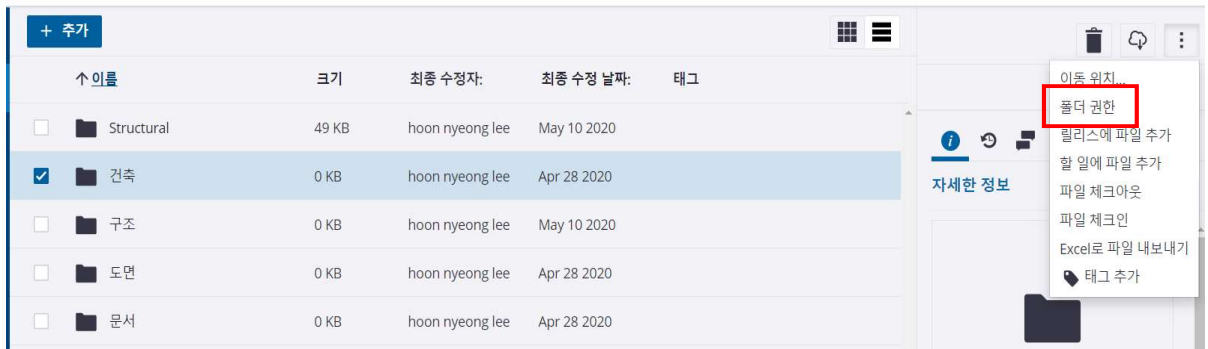 + 추가
↑이름 크기 최종 수정자: 최종 수정 날짜: 태그
Structural 49 KB hoon nyeong lee May 10 2020
건축 0 KB hoon nyeong lee Apr 28 2020
구조 0 KB hoon nyeong lee May 10 2020
도면 0 KB hoon nyeong lee Apr 28 2020
문서 0 KB hoon nyeong lee Apr 28 2020
자세한 정보
이동 위치...
폴더 권한
릴리스에 파일 추가
할 일에 파일 추가
파일 체크아웃
파일 체크인
Excel로 파일 내보내기
태그 추가